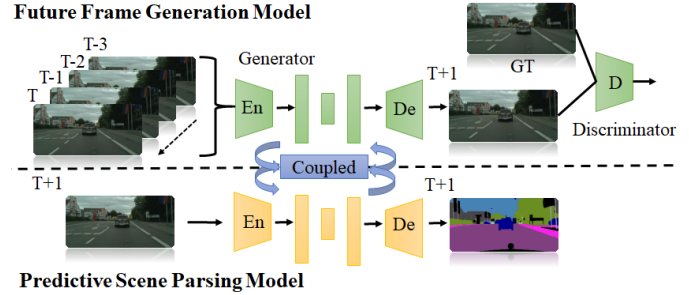 Future Frame Generation Model
T-3
T-2
T-1
T
Generator
En
De
T+1
GT
D
Discriminator
Coupled
T+1
En
De
T+1
Predictive Scene Parsing Model